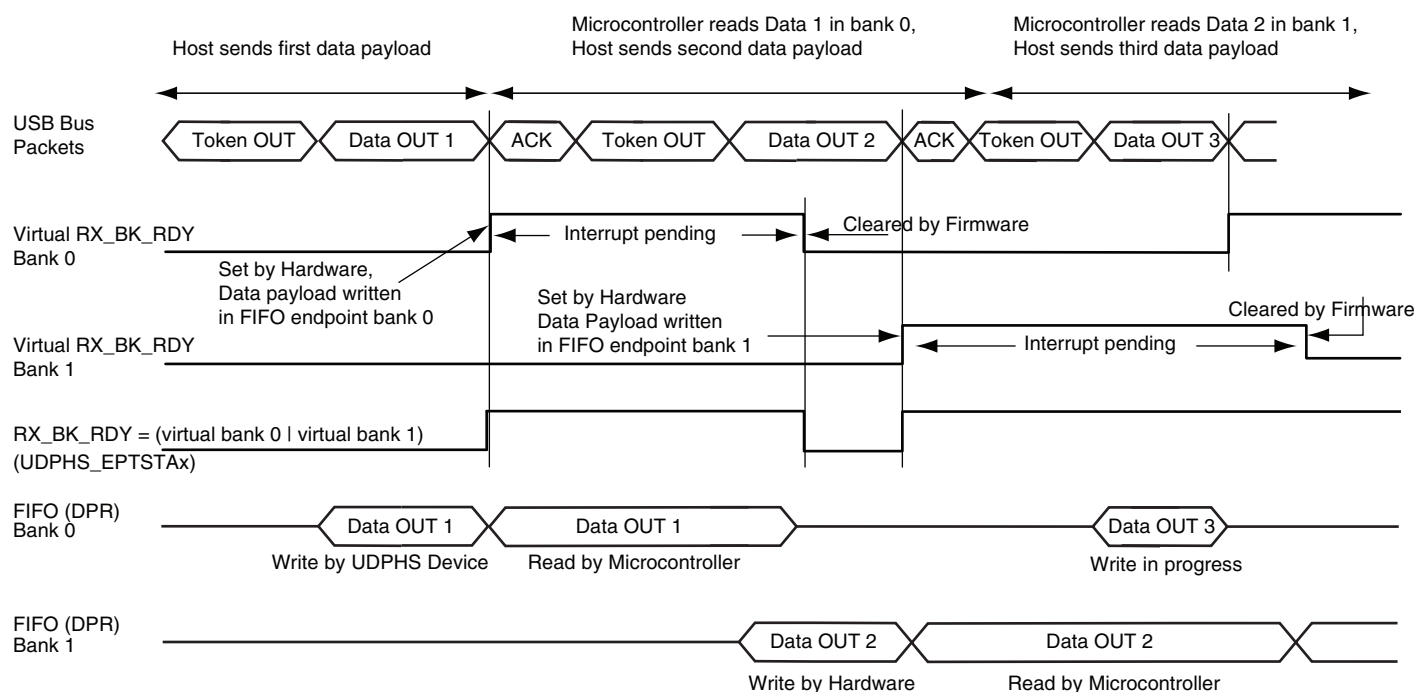 Host sends first data payload
Microcontroller reads Data 1 in bank 0,
Host sends second data payload
Microcontroller reads Data 2 in bank 1,
Host sends third data payload
USB Bus
Packets
Token OUT
Data OUT 1
ACK
Token OUT
Data OUT 2
ACK
Token OUT
Data OUT 3
Virtual RX_BK_RDY
Bank 0
Interrupt pending
Cleared by Firmware
Set by Hardware,
Data payload written
in FIFO endpoint bank 0
Set by Hardware
Data Payload written
in FIFO endpoint bank 1
Cleared by Firmware
Virtual RX_BK_RDY
Bank 1
Interrupt pending
RX_BK_RDY = (virtual bank 0 | virtual bank 1)
(UDPHS_EPTSTAx)
FIFO (DPR)
Bank 0
Data OUT 1
Data OUT 1
Data OUT 3
Write by UDPHS Device
Read by Microcontroller
Write in progress
FIFO (DPR)
Bank 1
Data OUT 2
Data OUT 2
Write by Hardware
Read by Microcontroller